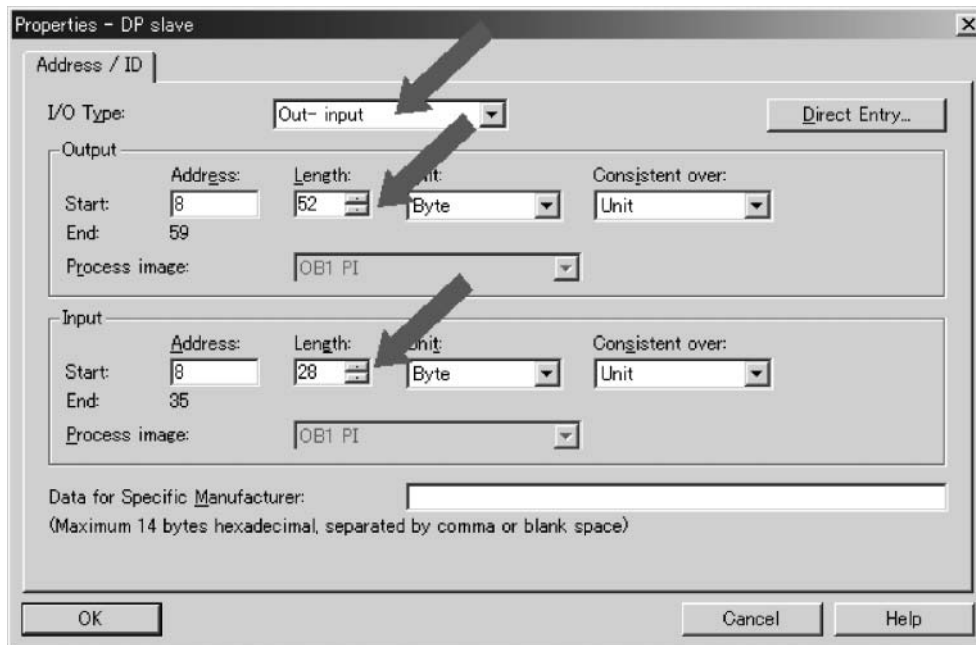 Properties - DP slave
Address / ID
I/O Type: Out- input Direct Entry...
Output
Address: Length: Consistent over:
Start: 8 52 Byte Unit
End: 59
Process image: OB1 PI
Input
Address: Length: Consistent over:
Start: 8 28 Byte Unit
End: 35
Process image: OB1 PI
Data for Specific Manufacturer:
(Maximum 14 bytes hexadecimal, separated by comma or blank space)
OK Cancel Help